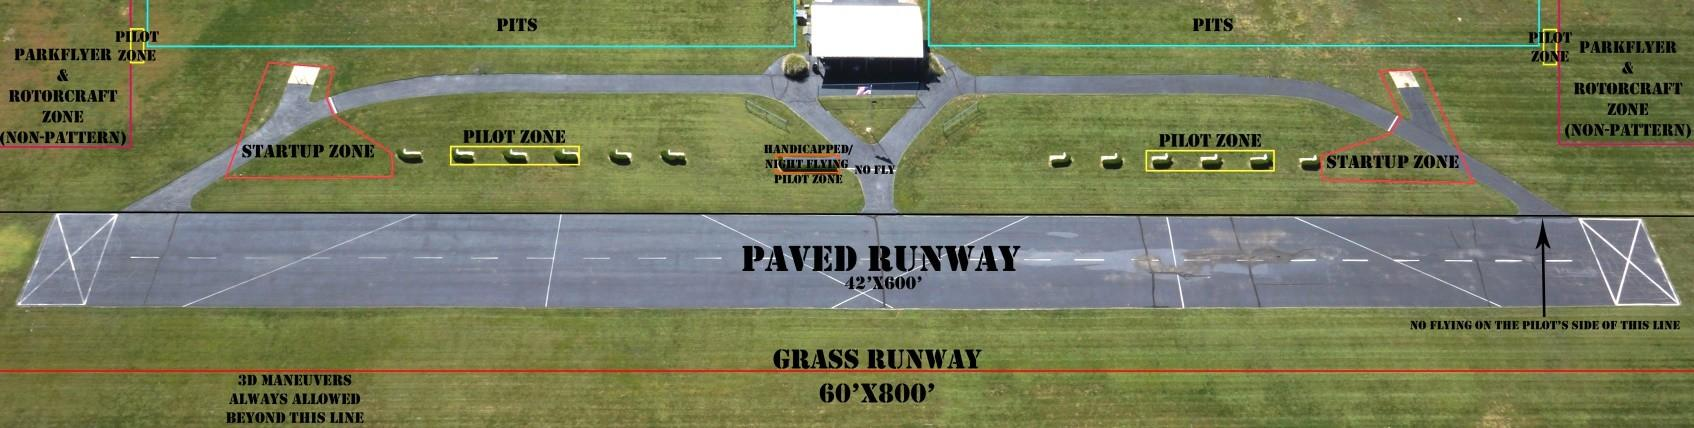 PITS
PITS
PILOT
ZONE
PARKFLYER
&
ROTORCRAFT
ZONE
(NON-PATTERN)
PILOT
ZONE
PARKFLYER
&
ROTORCRAFT
ZONE
(NON-PATTERN)
STARTUP ZONE
PILOT ZONE
HANDICAPPED/
NIGHT FLYING
PILOT ZONE
NO FLY
PILOT ZONE
STARTUP ZONE
PAVED RUNWAY
42'X600'
NO FLYING ON THE PILOT'S SIDE OF THIS LINE
GRASS RUNWAY
60'X800'
3D MANEUVERS
ALWAYS ALLOWED
BEYOND THIS LINE